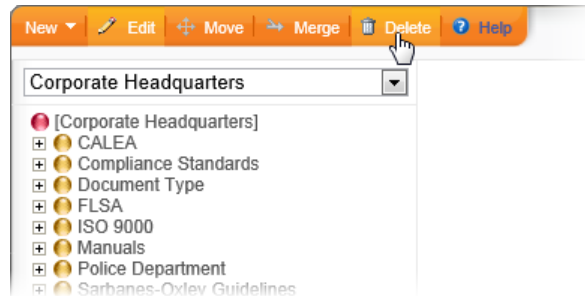 New Edit Move Merge Delete Help
Corporate Headquarters
[Corporate Headquarters]
CALEA
Compliance Standards
Document Type
FLSA
ISO 9000
Manuals
Police Department
Sarbanes-Oxley Guidelines